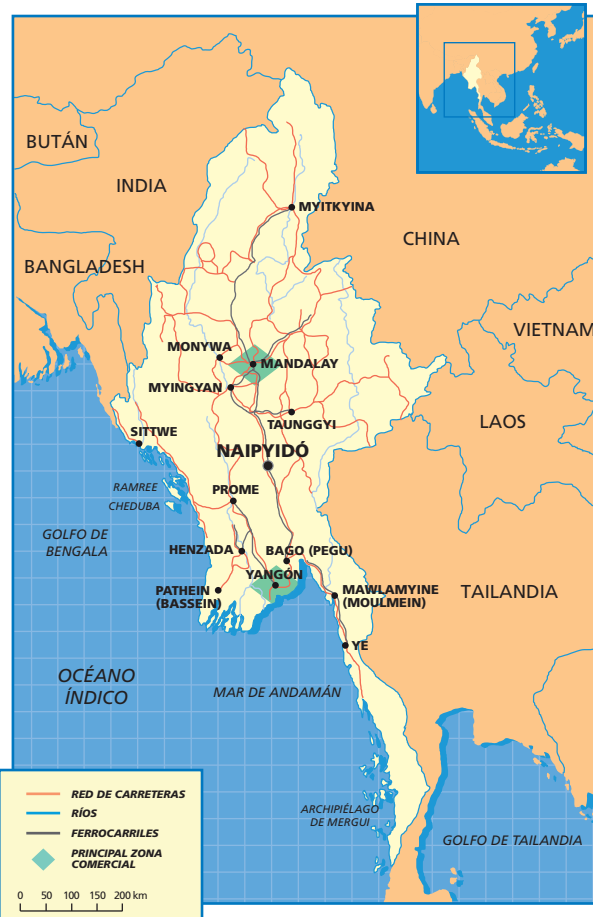 BUTÁN
INDIA
MYITKYINA
CHINA
BANGLADESH
VIETNAM
MONYWA
MANDALAY
MYINGYAN
TAUNGGYI
LAOS
SITTWE
NAIPYIDÓ
RAMREE
CHEDUBA
PROME
GOLFO DE
BENGALA
HENZADA
BAGO (PEGU)
YANGÓN
PATHEIN
(BASSEIN)
MAWLAMYINE
(MOULMEIN)
TAILANDIA
YE
OCÉANO
ÍNDICO
MAR DE ANDAMÁN
ARCHIPIÉLAGO
DE MERGUI
GOLFO DE TAILANDIA
RED DE CARRETERAS
RÍOS
FERROCARRILES
PRINCIPAL ZONA
COMERCIAL
0 50 100 150 200 km